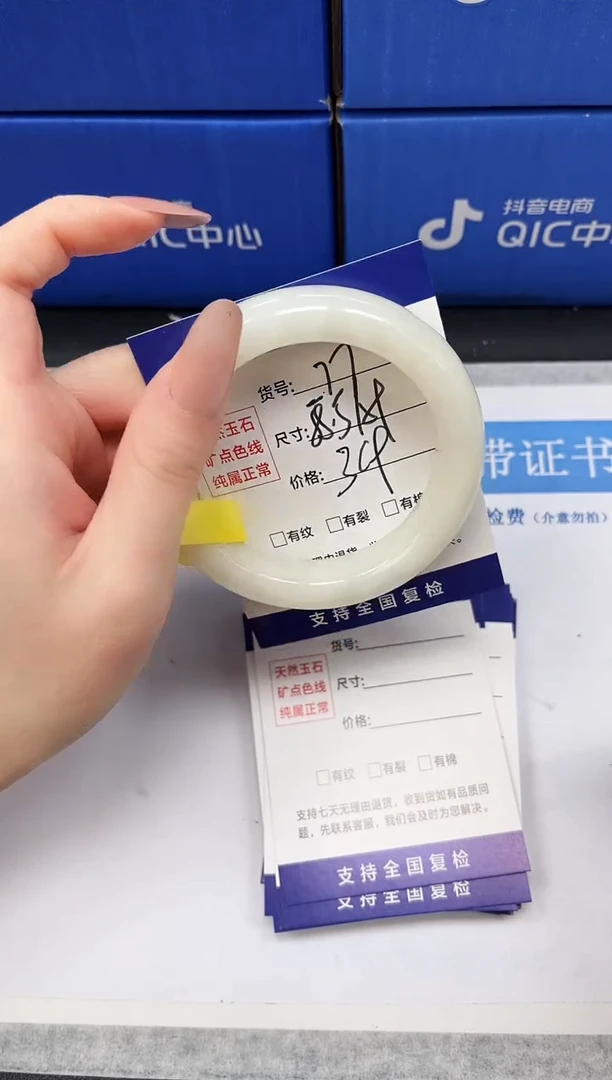 QIC中心
抖音电商
QIC中
货号: 77
然玉石
矿点色线
纯属正常
尺寸:
价格: 34
有纹 有裂 有棉
支持全国复检
带证书
检费（介意勿拍）
货号:
天然玉石
矿点色线
纯属正常
尺寸:
价格:
有纹 有裂 有棉
支持七天无理由退货，收到货如有品质问
题，先联系客服，我们会及时为您解决。
支持全国复检
支持全国复检